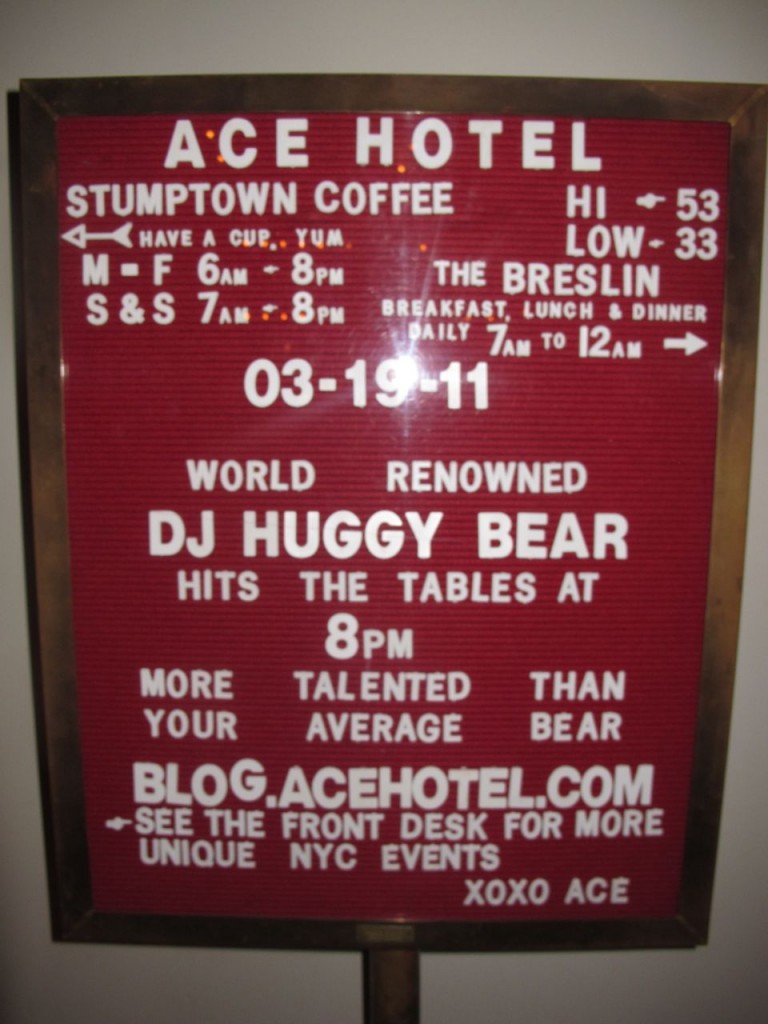 ACE HOTEL
STUMPTOWN COFFEE
HAVE A CUP, YUM
M - F 6AM - 8PM
S & S 7AM - 8PM
HI 53
LOW - 33
THE BRESLIN
BREAKFAST, LUNCH & DINNER
DAILY 7AM TO 12AM
03-19-11
WORLD RENOWNED
DJ HUGGY BEAR
HITS THE TABLES AT
8PM
MORE TALENTED THAN
YOUR AVERAGE BEAR
BLOG.ACEHOTEL.COM
SEE THE FRONT DESK FOR MORE
UNIQUE NYC EVENTS
XOXO ACE